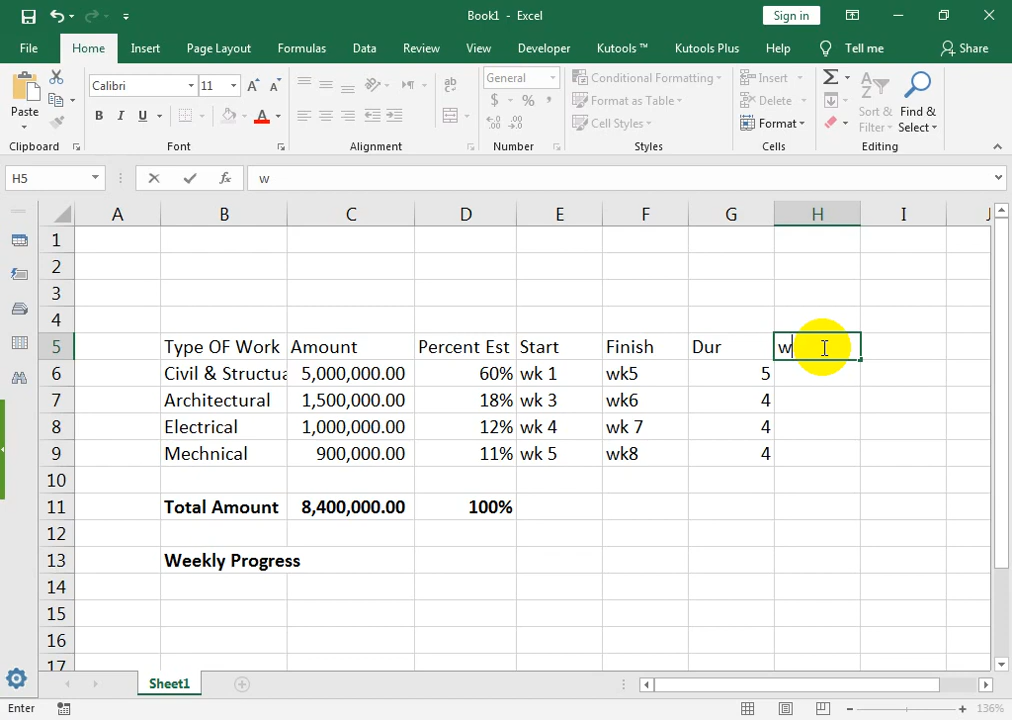 Book1 - Excel
Sign in
File Home Insert Page Layout Formulas Data Review View Developer Kutools ™ Kutools Plus Help Tell me Share
Paste
Calibri 11
B I U
General
$ %
Conditional Formatting
Format as Table
Cell Styles
Insert
Delete
Format
Sort & Filter
Find & Select
Clipboard Font Alignment Number Styles Cells Editing
H5 fx w
A B C D E F G H I J
1
2
3
4
5 Type OF Work Amount Percent Est Start Finish Dur w
6 Civil & Structua 5,000,000.00 60% wk 1 wk5 5
7 Architectural 1,500,000.00 18% wk 3 wk6 4
8 Electrical 1,000,000.00 12% wk 4 wk 7 4
9 Mechnical 900,000.00 11% wk 5 wk8 4
10
11 Total Amount 8,400,000.00 100%
12
13 Weekly Progress
14
15
16
17
Sheet1
Enter 136%